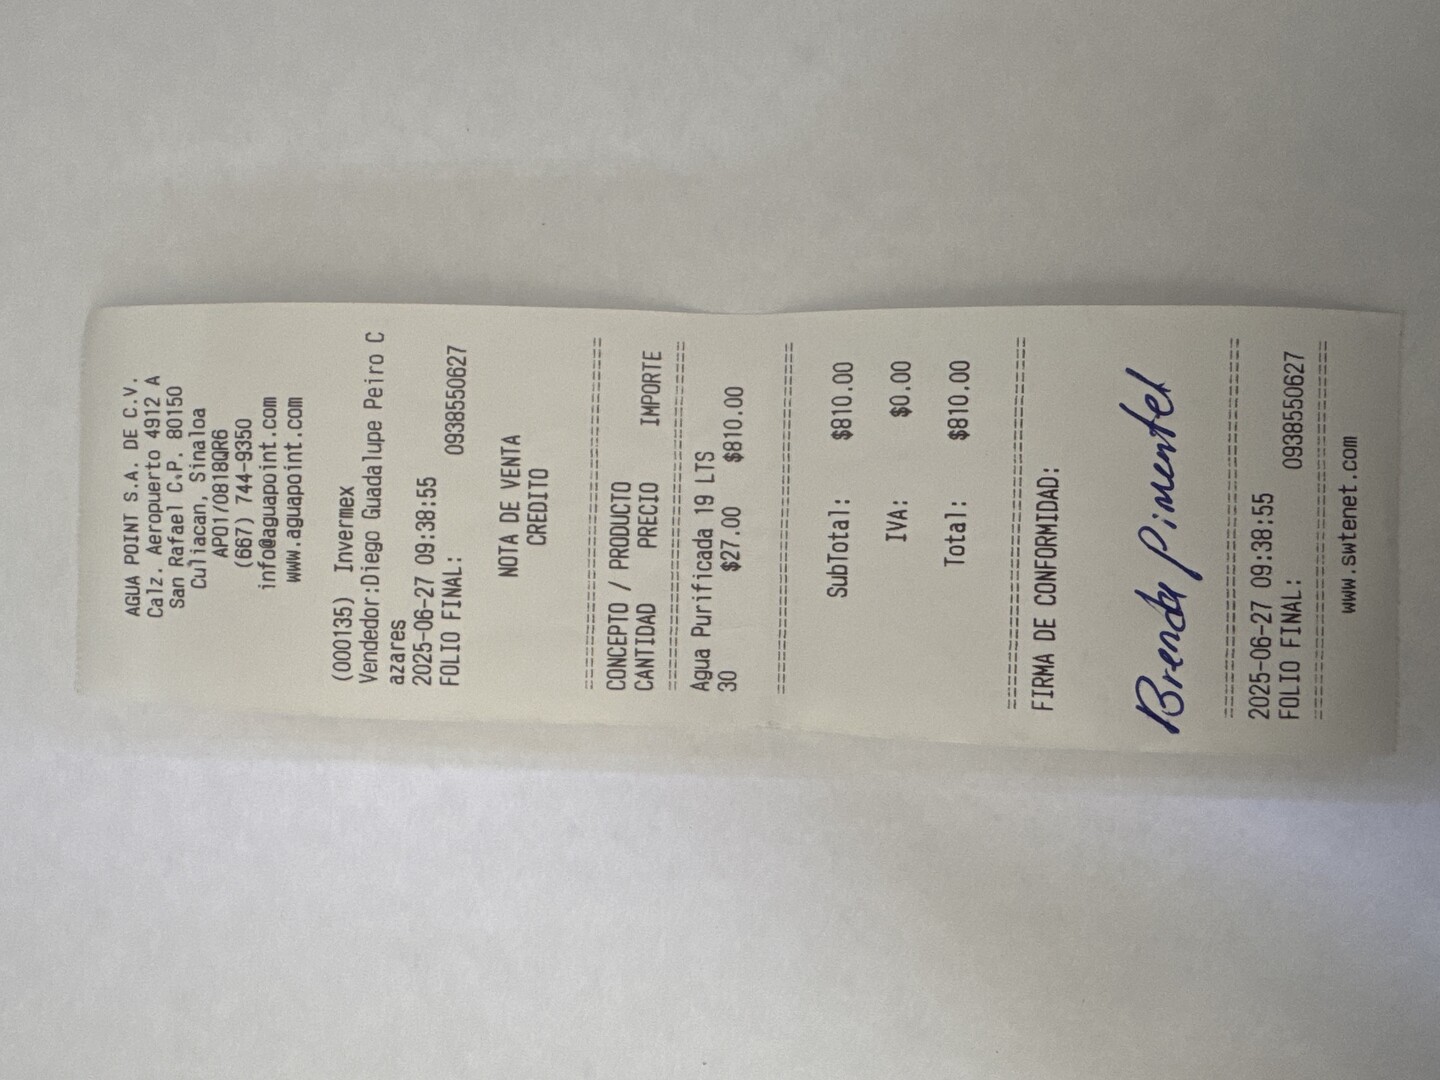 AGUA POINT S.A. DE C.V.
Calz. Aeropuerto 4912 A
San Rafael C.P. 80150
Culiacan, Sinaloa
APO1/0818QR6
(667) 744-9350
info@aguapoint.com
www.aguapoint.com
(000135) Invermex
Vendedor:Diego Guadalupe Peiro C
azares
2025-06-27 09:38:55
FOLIO FINAL: 0938550627
NOTA DE VENTA
CREDITO
================================
CONCEPTO / PRODUCTO
CANTIDAD PRECIO IMPORTE
================================
Agua Purificada 19 LTS
30 $27.00 $810.00
================================
SubTotal: $810.00
IVA: $0.00
Total: $810.00
================================
FIRMA DE CONFORMIDAD:
Brenda Pimentel
================================
2025-06-27 09:38:55
FOLIO FINAL: 0938550627
================================
www.swtenet.com